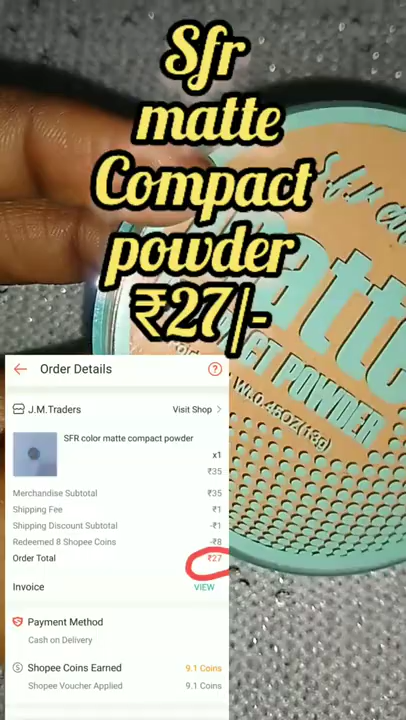 Sfr
matte
Compact
powder
₹27/-
Sfr
matte
POWDER
Wt.0.45OZ(13g)
Order Details
J.M.Traders Visit Shop
SFR color matte compact powder
x1
₹35
Merchandise Subtotal ₹35
Shipping Fee ₹1
Shipping Discount Subtotal -₹1
Redeemed 8 Shopee Coins -₹8
Order Total ₹27
Invoice VIEW
Payment Method
Cash on Delivery
Shopee Coins Earned 9.1 Coins
Shopee Voucher Applied 9.1 Coins